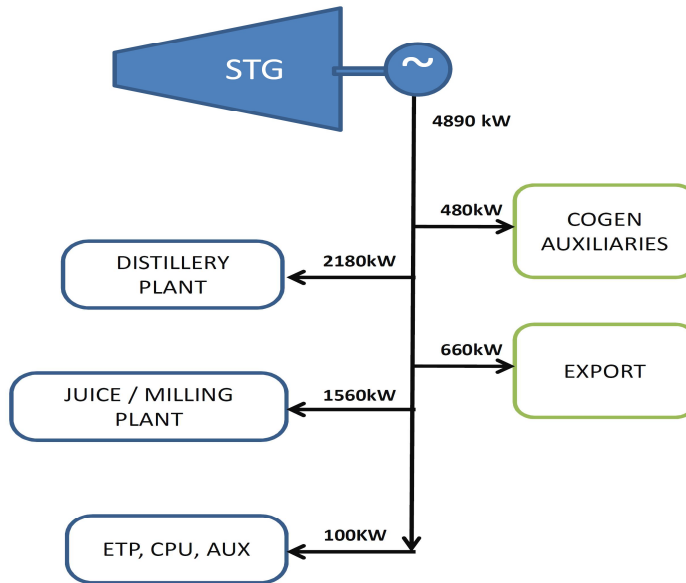 STG
~
4890 kW
480kW
COGEN
AUXILIARIES
2180kW
DISTILLERY
PLANT
660kW
EXPORT
1560kW
JUICE / MILLING
PLANT
100KW
ETP, CPU, AUX